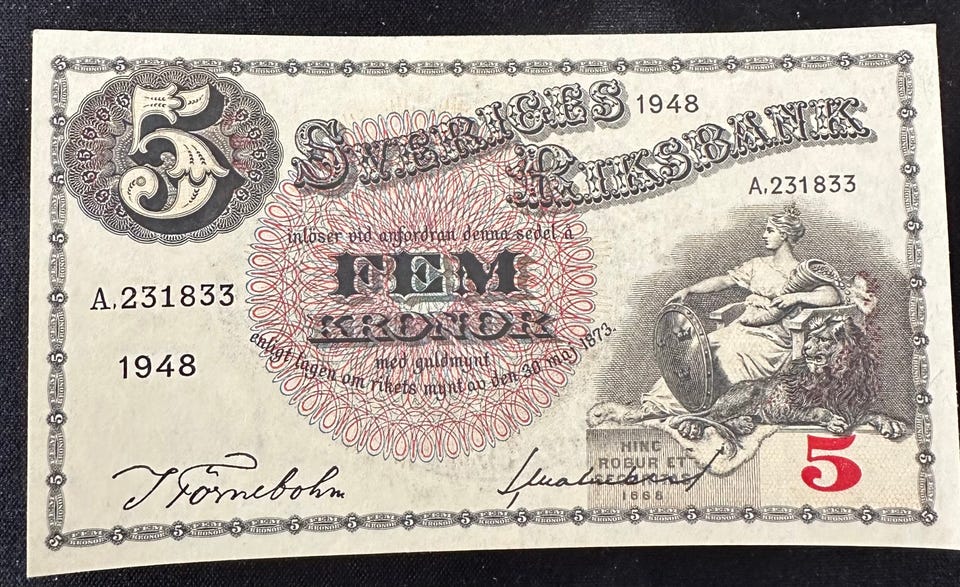 5
SVERIGES 1948
RIKSBANK
A.231833
inlöser vid anfordran denna sedel å
FEM
KRONOR
med guldmynt
enligt lagen om rikets mynt av den 30 maj 1873.
A.231833
1948
HINC
ROBUR ET
1668
5
J Törnebohm